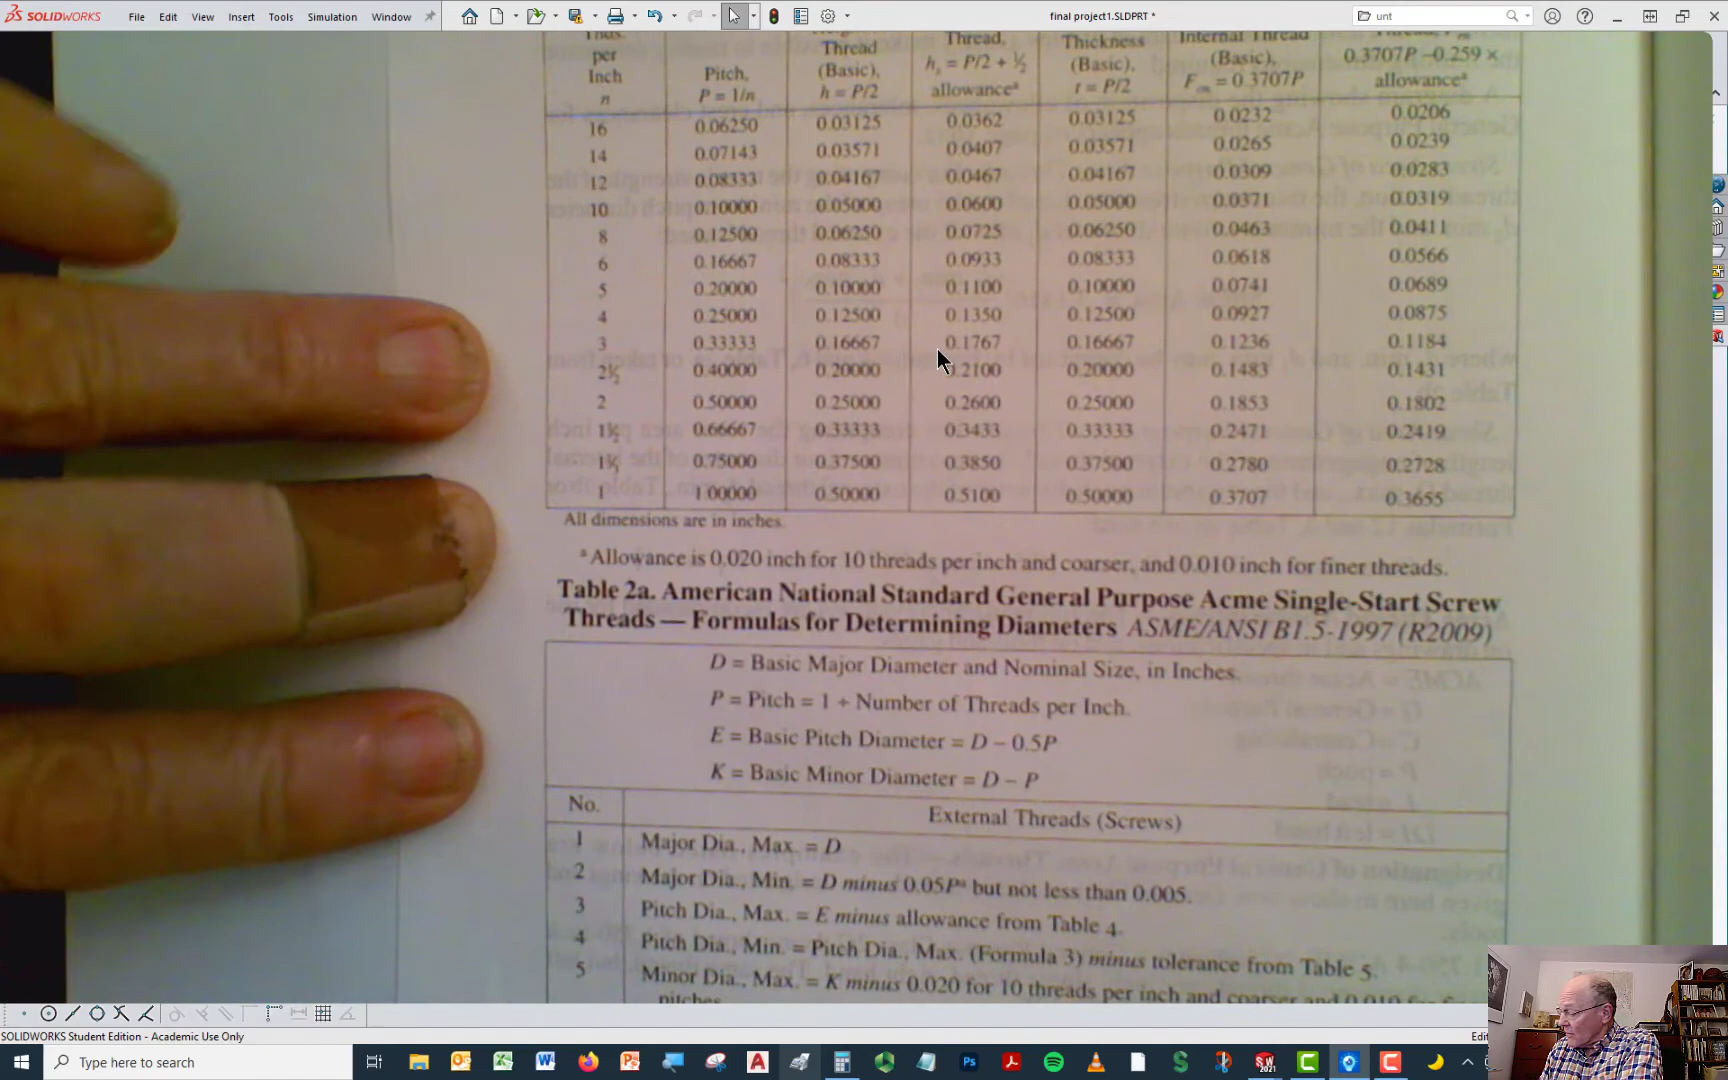 SOLIDWORKS File Edit View Insert Tools Simulation Window final project1.SLDPRT * unt
Thds. per Inch n
Pitch, P = 1/n
Thread (Basic), h = P/2
Thread, hs = P/2 + ½ allowanceª
Thickness (Basic), t = P/2
Internal Thread (Basic), Fcn = 0.3707P
0.3707P −0.259 × allowanceª
16 0.06250 0.03125 0.0362 0.03125 0.0232 0.0206
14 0.07143 0.03571 0.0407 0.03571 0.0265 0.0239
12 0.08333 0.04167 0.0467 0.04167 0.0309 0.0283
10 0.10000 0.05000 0.0600 0.05000 0.0371 0.0319
8 0.12500 0.06250 0.0725 0.06250 0.0463 0.0411
6 0.16667 0.08333 0.0933 0.08333 0.0618 0.0566
5 0.20000 0.10000 0.1100 0.10000 0.0741 0.0689
4 0.25000 0.12500 0.1350 0.12500 0.0927 0.0875
3 0.33333 0.16667 0.1767 0.16667 0.1236 0.1184
2½ 0.40000 0.20000 0.2100 0.20000 0.1483 0.1431
2 0.50000 0.25000 0.2600 0.25000 0.1853 0.1802
1½ 0.66667 0.33333 0.3433 0.33333 0.2471 0.2419
1⅓ 0.75000 0.37500 0.3850 0.37500 0.2780 0.2728
1 1.00000 0.50000 0.5100 0.50000 0.3707 0.3655
All dimensions are in inches.
ª Allowance is 0.020 inch for 10 threads per inch and coarser, and 0.010 inch for finer threads.
Table 2a. American National Standard General Purpose Acme Single-Start Screw
Threads — Formulas for Determining Diameters ASME/ANSI B1.5-1997 (R2009)
D = Basic Major Diameter and Nominal Size, in Inches.
P = Pitch = 1 ÷ Number of Threads per Inch.
E = Basic Pitch Diameter = D − 0.5P
K = Basic Minor Diameter = D − P
No. External Threads (Screws)
1 Major Dia., Max. = D
2 Major Dia., Min. = D minus 0.05Pª but not less than 0.005.
3 Pitch Dia., Max. = E minus allowance from Table 4.
4 Pitch Dia., Min. = Pitch Dia., Max. (Formula 3) minus tolerance from Table 5.
5 Minor Dia., Max. = K minus 0.020 for 10 threads per inch and coarser and 0.010
pitches
SOLIDWORKS Student Edition - Academic Use Only
Type here to search